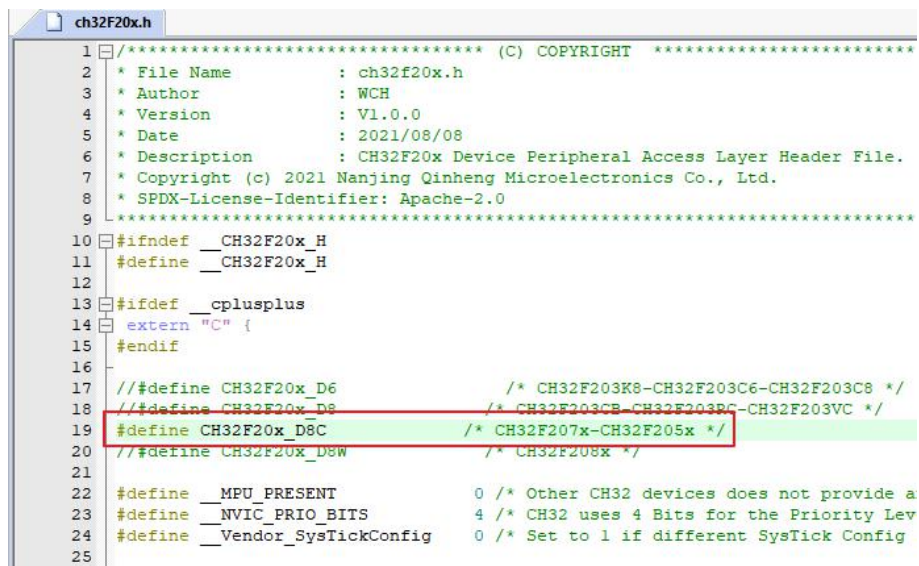 ch32F20x.h
1 /********************************** (C) COPYRIGHT *************************
2 * File Name : ch32f20x.h
3 * Author : WCH
4 * Version : V1.0.0
5 * Date : 2021/08/08
6 * Description : CH32F20x Device Peripheral Access Layer Header File.
7 * Copyright (c) 2021 Nanjing Qinheng Microelectronics Co., Ltd.
8 * SPDX-License-Identifier: Apache-2.0
9 ****************************************************************************
10 #ifndef __CH32F20x_H
11 #define __CH32F20x_H
12
13 #ifdef __cplusplus
14 extern "C" {
15 #endif
16
17 //#define CH32F20x_D6 /* CH32F203K8-CH32F203C6-CH32F203C8 */
18 //#define CH32F20x_D8 /* CH32F203CB-CH32F203RC-CH32F203VC */
19 #define CH32F20x_D8C /* CH32F207x-CH32F205x */
20 //#define CH32F20x_D8W /* CH32F208x */
21
22 #define __MPU_PRESENT 0 /* Other CH32 devices does not provide a
23 #define __NVIC_PRIO_BITS 4 /* CH32 uses 4 Bits for the Priority Lev
24 #define __Vendor_SysTickConfig 0 /* Set to 1 if different SysTick Config
25